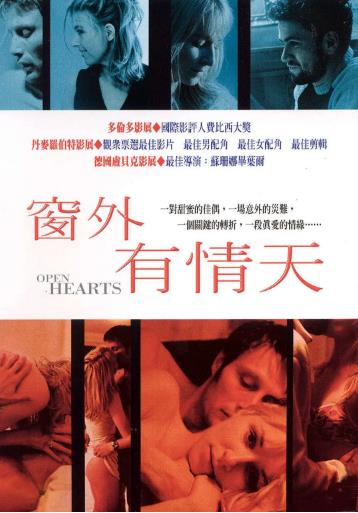 多倫多影展◆國際影評人費比西大獎
丹麥羅伯特影展◆觀眾票選最佳影片 最佳男配角 最佳女配角 最佳剪輯
德國盧貝克影展◆最佳導演：蘇珊娜畢葉爾
一對甜蜜的佳偶，一場意外的災難，
一個關鍵的轉折，一段真愛的情緣……
窗外
有情天
OPEN
HEARTS